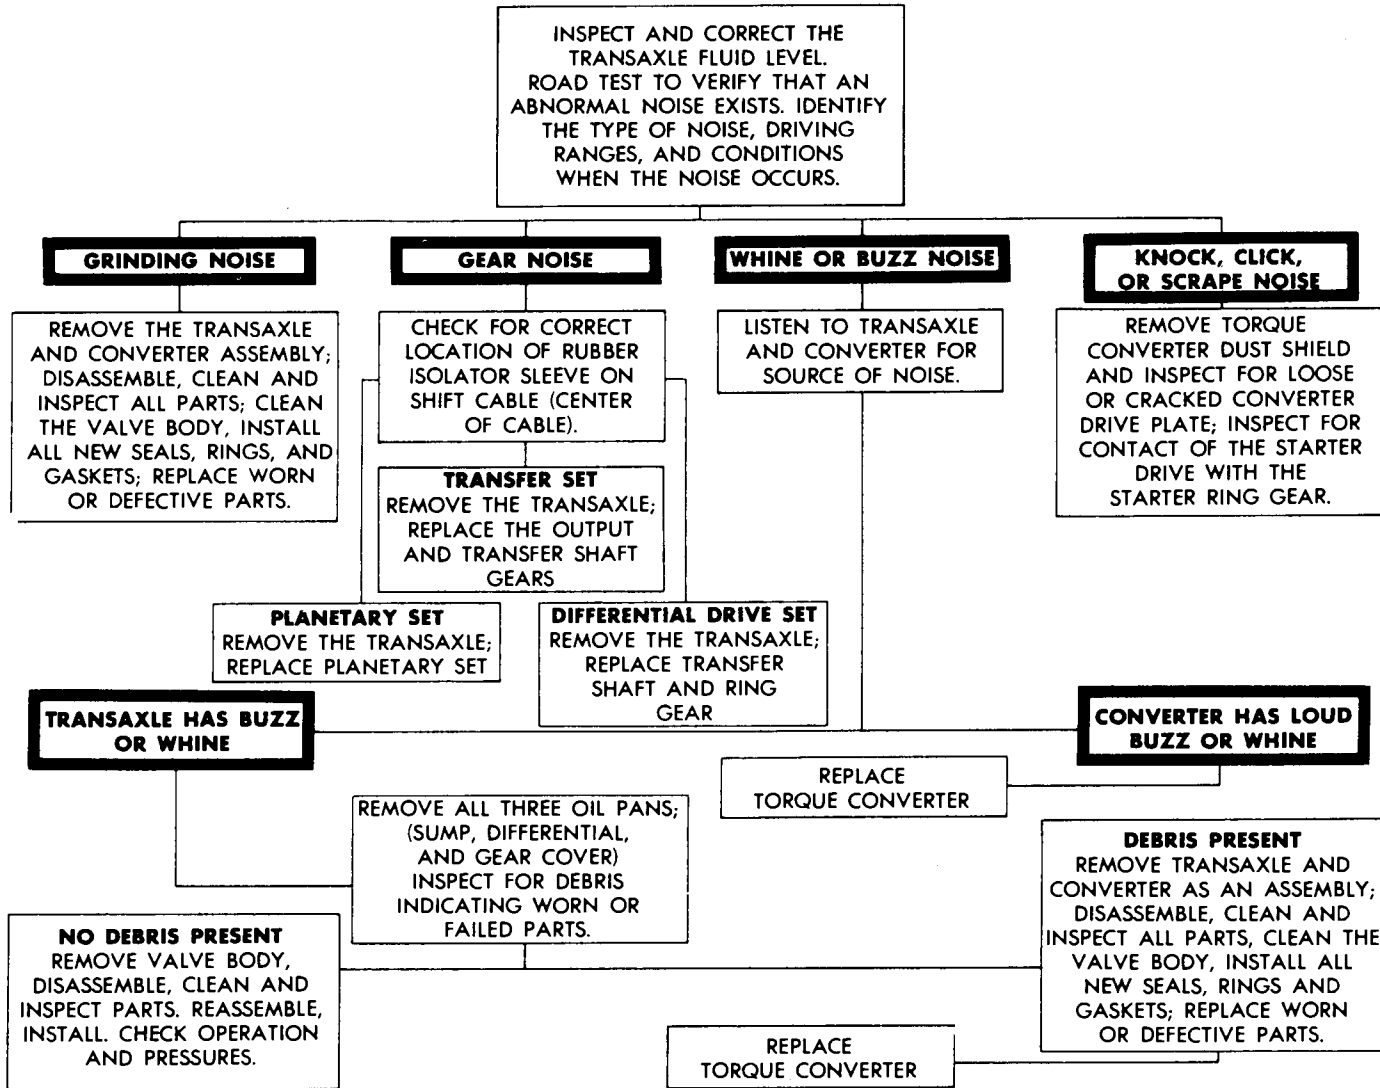 INSPECT AND CORRECT THE
TRANSAXLE FLUID LEVEL.
ROAD TEST TO VERIFY THAT AN
ABNORMAL NOISE EXISTS. IDENTIFY
THE TYPE OF NOISE, DRIVING
RANGES, AND CONDITIONS
WHEN THE NOISE OCCURS.
GRINDING NOISE
REMOVE THE TRANSAXLE
AND CONVERTER ASSEMBLY;
DISASSEMBLE, CLEAN AND
INSPECT ALL PARTS; CLEAN
THE VALVE BODY, INSTALL
ALL NEW SEALS, RINGS, AND
GASKETS; REPLACE WORN
OR DEFECTIVE PARTS.
GEAR NOISE
CHECK FOR CORRECT
LOCATION OF RUBBER
ISOLATOR SLEEVE ON
SHIFT CABLE (CENTER
OF CABLE).
TRANSFER SET
REMOVE THE TRANSAXLE;
REPLACE THE OUTPUT
AND TRANSFER SHAFT
GEARS
PLANETARY SET
REMOVE THE TRANSAXLE;
REPLACE PLANETARY SET
DIFFERENTIAL DRIVE SET
REMOVE THE TRANSAXLE;
REPLACE TRANSFER
SHAFT AND RING
GEAR
WHINE OR BUZZ NOISE
LISTEN TO TRANSAXLE
AND CONVERTER FOR
SOURCE OF NOISE.
KNOCK, CLICK,
OR SCRAPE NOISE
REMOVE TORQUE
CONVERTER DUST SHIELD
AND INSPECT FOR LOOSE
OR CRACKED CONVERTER
DRIVE PLATE; INSPECT FOR
CONTACT OF THE STARTER
DRIVE WITH THE
STARTER RING GEAR.
TRANSAXLE HAS BUZZ
OR WHINE
CONVERTER HAS LOUD
BUZZ OR WHINE
REPLACE
TORQUE CONVERTER
REMOVE ALL THREE OIL PANS;
(SUMP, DIFFERENTIAL,
AND GEAR COVER)
INSPECT FOR DEBRIS
INDICATING WORN OR
FAILED PARTS.
NO DEBRIS PRESENT
REMOVE VALVE BODY,
DISASSEMBLE, CLEAN AND
INSPECT PARTS. REASSEMBLE,
INSTALL. CHECK OPERATION
AND PRESSURES.
DEBRIS PRESENT
REMOVE TRANSAXLE AND
CONVERTER AS AN ASSEMBLY;
DISASSEMBLE, CLEAN AND
INSPECT ALL PARTS, CLEAN THE
VALVE BODY, INSTALL ALL
NEW SEALS, RINGS AND
GASKETS; REPLACE WORN
OR DEFECTIVE PARTS.
REPLACE
TORQUE CONVERTER